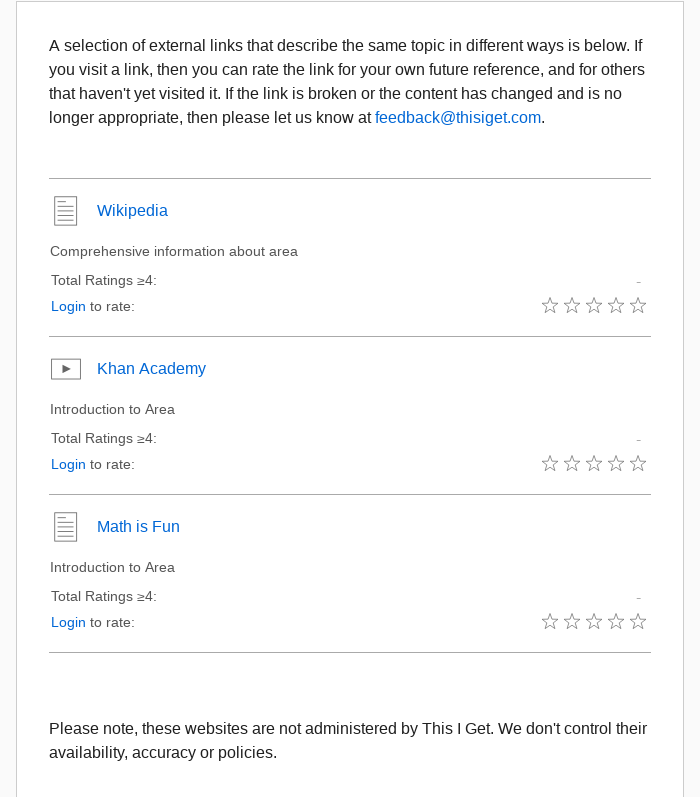 A selection of external links that describe the same topic in different ways is below. If
you visit a link, then you can rate the link for your own future reference, and for others
that haven't yet visited it. If the link is broken or the content has changed and is no
longer appropriate, then please let us know at feedback@thisiget.com.
Wikipedia
Comprehensive information about area
Total Ratings ≥4: -
Login to rate:
Khan Academy
Introduction to Area
Total Ratings ≥4: -
Login to rate:
Math is Fun
Introduction to Area
Total Ratings ≥4: -
Login to rate:
Please note, these websites are not administered by This I Get. We don't control their
availability, accuracy or policies.